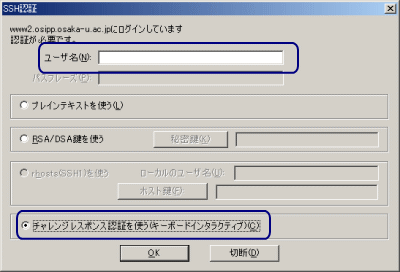 SSH認証
www2.osipp.osaka-u.ac.jpにログインしています
認証が必要です。
ユーザ名(N):
パスフレーズ(P):
プレインテキストを使う(L)
RSA/DSA鍵を使う 秘密鍵(K)
rhosts(SSH1)を使う ローカルのユーザ名(U):
ホスト鍵(F):
チャレンジレスポンス認証を使う(キーボードインタラクティブ)(C)
OK 切断(D)